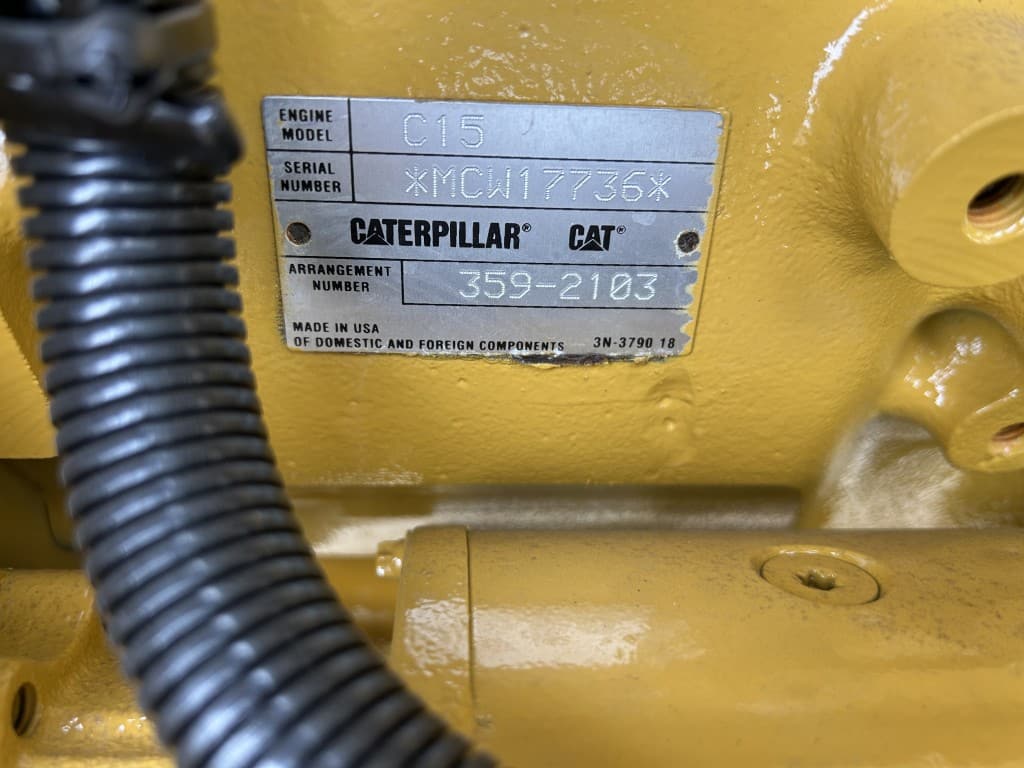 ENGINE MODEL C15
SERIAL NUMBER *MCW17736*
CATERPILLAR® CAT®
ARRANGEMENT NUMBER 359-2103
MADE IN USA
OF DOMESTIC AND FOREIGN COMPONENTS 3N-3790 18